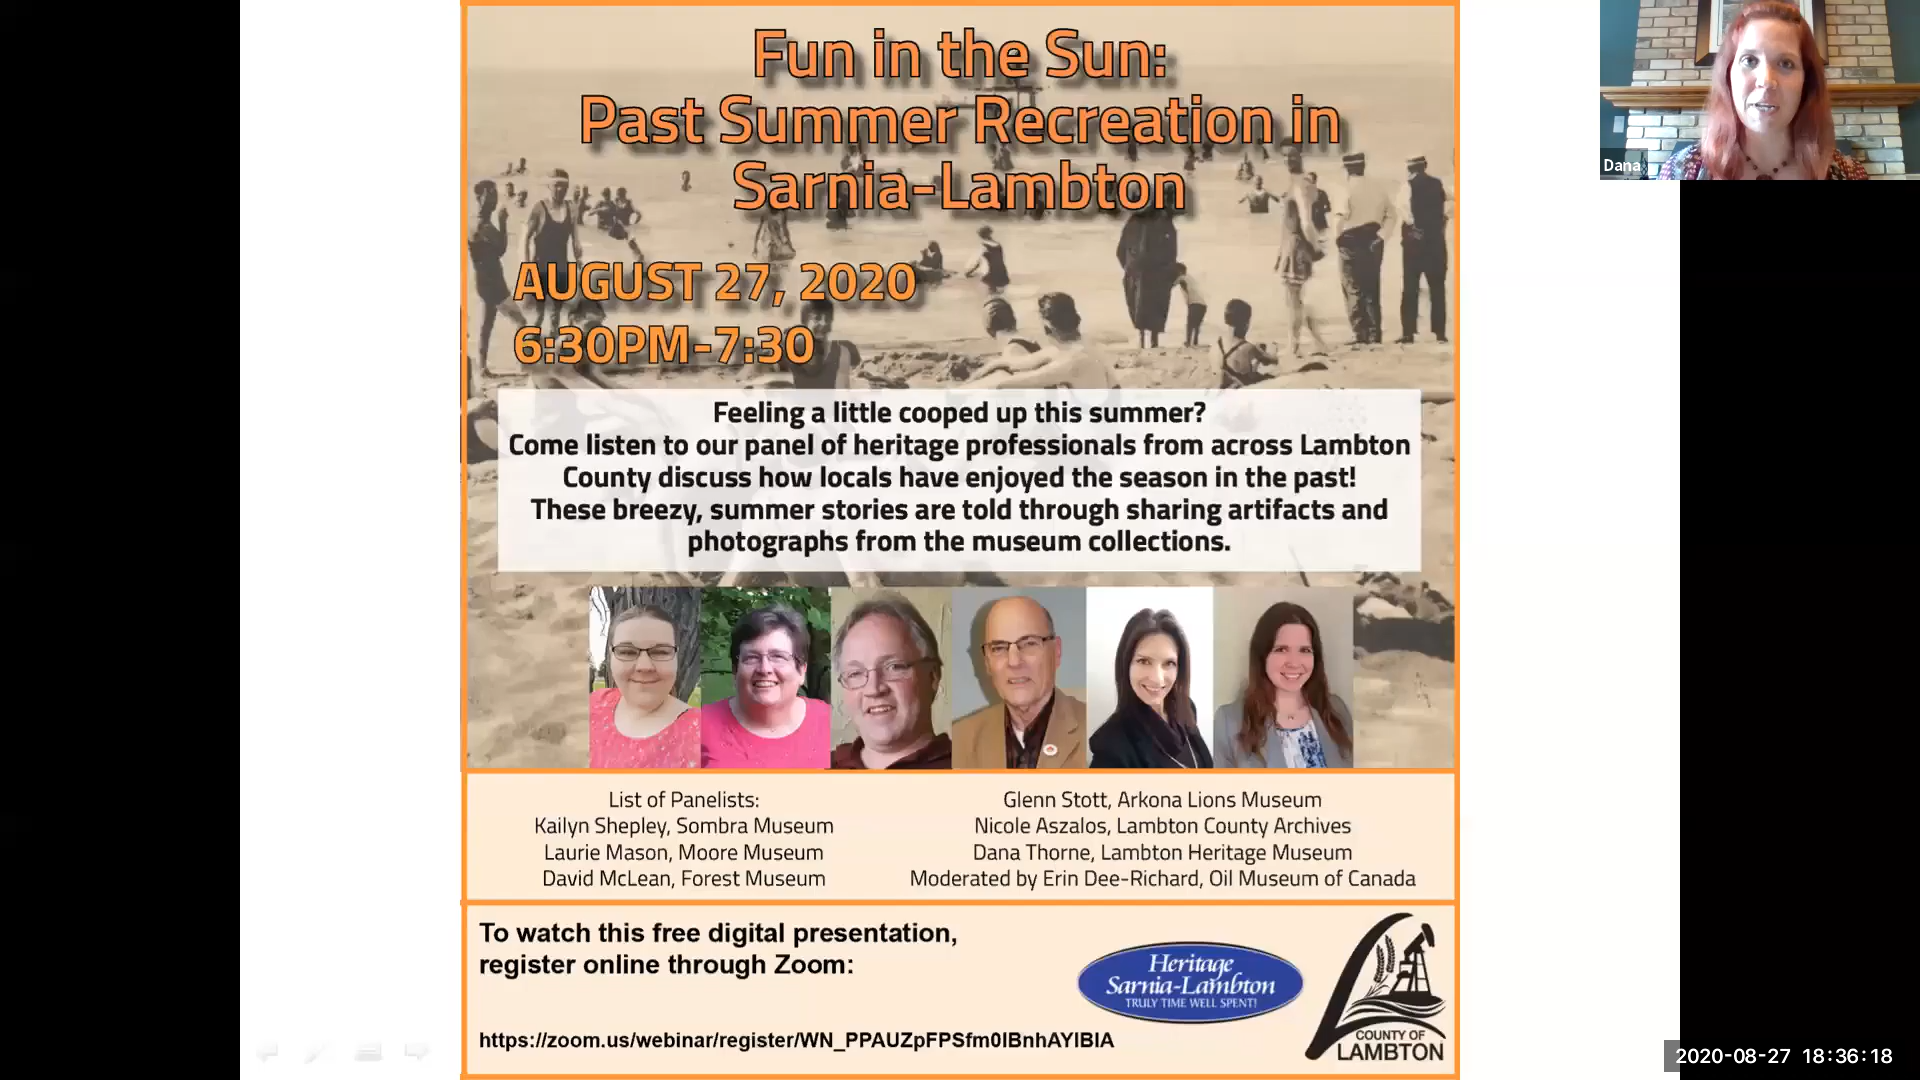 Fun in the Sun:
Past Summer Recreation in
Sarnia-Lambton
Dana
AUGUST 27, 2020
6:30PM-7:30
Feeling a little cooped up this summer?
Come listen to our panel of heritage professionals from across Lambton
County discuss how locals have enjoyed the season in the past!
These breezy, summer stories are told through sharing artifacts and
photographs from the museum collections.
List of Panelists:
Kailyn Shepley, Sombra Museum
Laurie Mason, Moore Museum
David McLean, Forest Museum
Glenn Stott, Arkona Lions Museum
Nicole Aszalos, Lambton County Archives
Dana Thorne, Lambton Heritage Museum
Moderated by Erin Dee-Richard, Oil Museum of Canada
To watch this free digital presentation,
register online through Zoom:
https://zoom.us/webinar/register/WN_PPAUZpFPSfm0IBnhAYIBIA
Heritage
Sarnia-Lambton
TRULY TIME WELL SPENT!
COUNTY OF
LAMBTON
2020-08-27 18:36:18